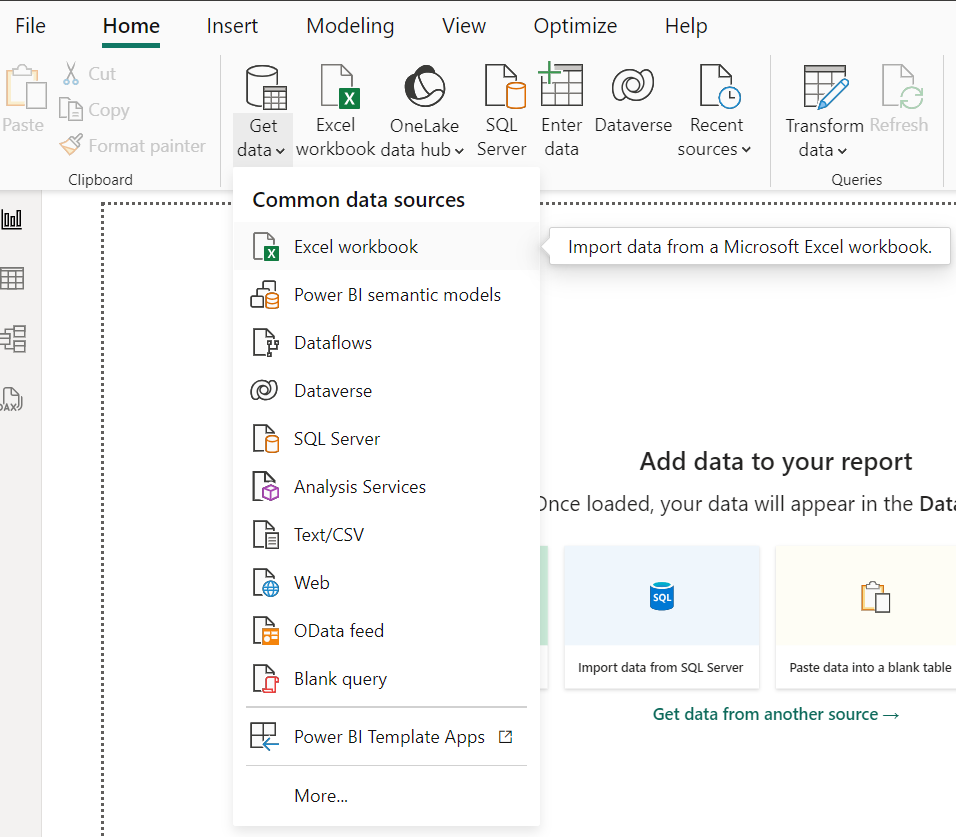 File Home Insert Modeling View Optimize Help
Paste
Cut
Copy
Format painter
Clipboard
Get data
Excel workbook
OneLake data hub
SQL Server
Enter data
Dataverse
Recent sources
Transform data
Refresh
Queries
Common data sources
Excel workbook
Import data from a Microsoft Excel workbook.
Power BI semantic models
Dataflows
Dataverse
SQL Server
Analysis Services
Text/CSV
Web
OData feed
Blank query
Power BI Template Apps
More...
Add data to your report
Once loaded, your data will appear in the Data
SQL
Import data from SQL Server
Paste data into a blank table
Get data from another source →